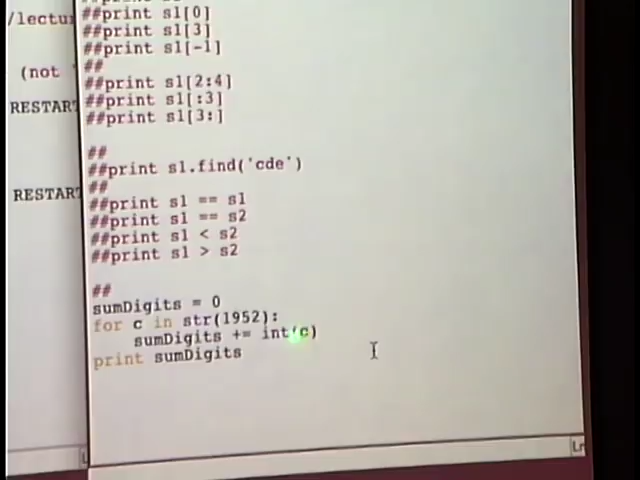 /lectur
(not
RESTART
RESTART
##print s1[0]
##print s1[3]
##print s1[-1]
##
##print s1[2:4]
##print s1[:3]
##print s1[3:]
##
##print s1.find('cde')
##
##print s1 == s1
##print s1 == s2
##print s1 < s2
##print s1 > s2
##
sumDigits = 0
for c in str(1952):
sumDigits += int(c)
print sumDigits
Ln